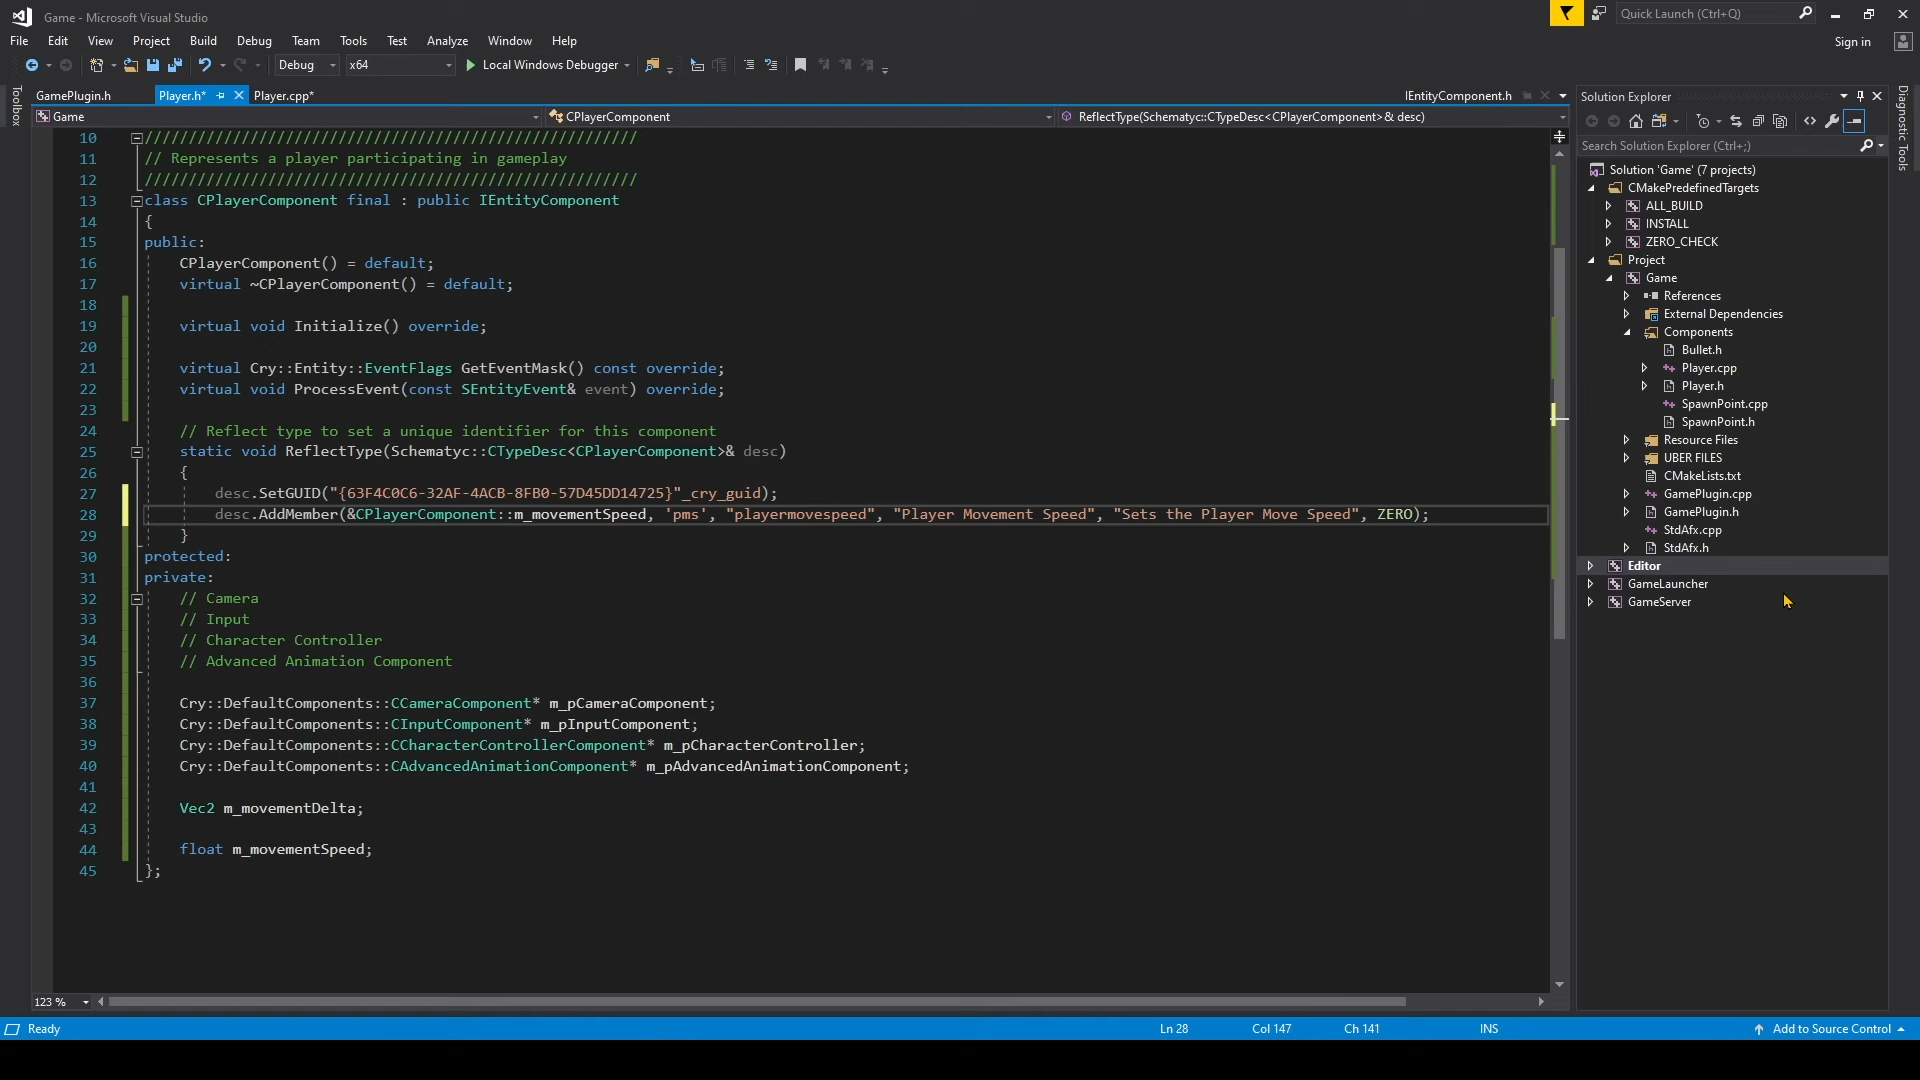 Game - Microsoft Visual Studio
Quick Launch (Ctrl+Q)
File Edit View Project Build Debug Team Tools Test Analyze Window Help
Sign in
Debug x64 Local Windows Debugger
Toolbox
GamePlugin.h Player.h* Player.cpp* IEntityComponent.h
Game CPlayerComponent ReflectType(Schematyc::CTypeDesc<CPlayerComponent>& desc)
10 ////////////////////////////////////////////////////////
11 // Represents a player participating in gameplay
12 ////////////////////////////////////////////////////////
13 class CPlayerComponent final : public IEntityComponent
14 {
15 public:
16 CPlayerComponent() = default;
17 virtual ~CPlayerComponent() = default;
18
19 virtual void Initialize() override;
20
21 virtual Cry::Entity::EventFlags GetEventMask() const override;
22 virtual void ProcessEvent(const SEntityEvent& event) override;
23
24 // Reflect type to set a unique identifier for this component
25 static void ReflectType(Schematyc::CTypeDesc<CPlayerComponent>& desc)
26 {
27 desc.SetGUID("{63F4C0C6-32AF-4ACB-8FB0-57D45DD14725}"_cry_guid);
28 desc.AddMember(&CPlayerComponent::m_movementSpeed, 'pms', "playermovespeed", "Player Movement Speed", "Sets the Player Move Speed", ZERO);
29 }
30 protected:
31 private:
32 // Camera
33 // Input
34 // Character Controller
35 // Advanced Animation Component
36
37 Cry::DefaultComponents::CCameraComponent* m_pCameraComponent;
38 Cry::DefaultComponents::CInputComponent* m_pInputComponent;
39 Cry::DefaultComponents::CCharacterControllerComponent* m_pCharacterController;
40 Cry::DefaultComponents::CAdvancedAnimationComponent* m_pAdvancedAnimationComponent;
41
42 Vec2 m_movementDelta;
43
44 float m_movementSpeed;
45 };
123 %
Solution Explorer
Search Solution Explorer (Ctrl+;)
Solution 'Game' (7 projects)
CMakePredefinedTargets
ALL_BUILD
INSTALL
ZERO_CHECK
Project
Game
References
External Dependencies
Components
Bullet.h
Player.cpp
Player.h
SpawnPoint.cpp
SpawnPoint.h
Resource Files
UBER FILES
CMakeLists.txt
GamePlugin.cpp
GamePlugin.h
StdAfx.cpp
StdAfx.h
Editor
GameLauncher
GameServer
Diagnostic Tools
Ready Ln 28 Col 147 Ch 141 INS Add to Source Control